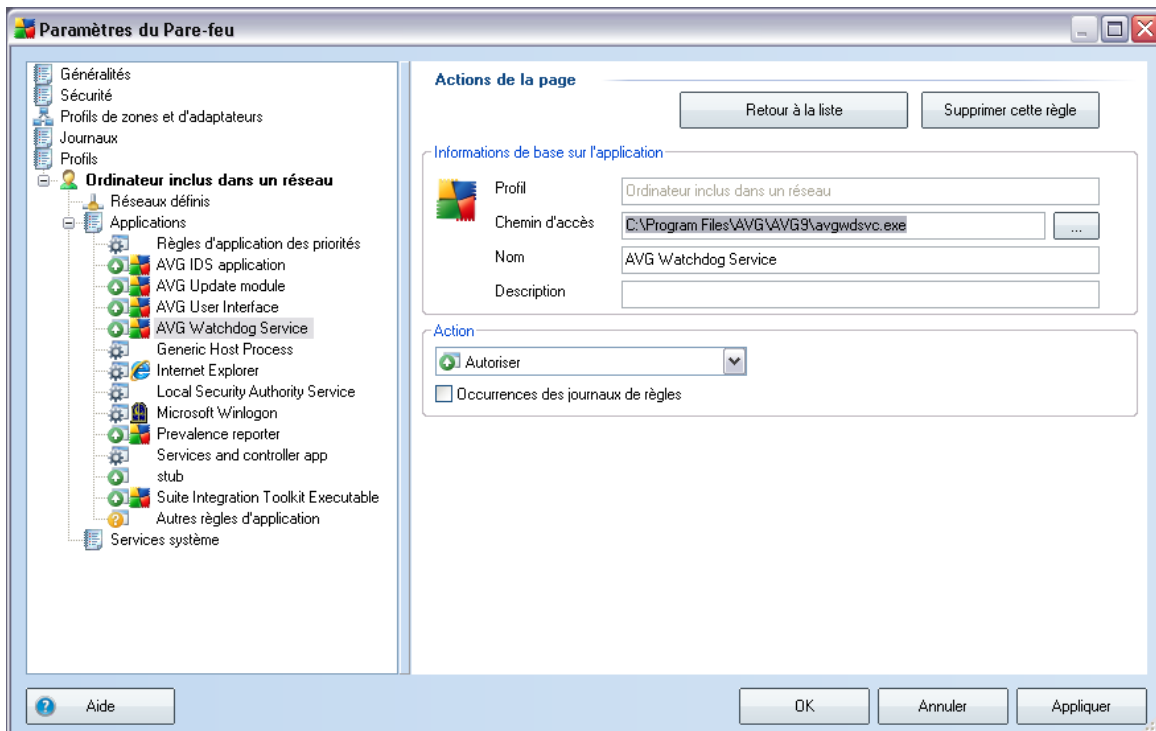 Paramètres du Pare-feu
Généralités
Sécurité
Profils de zones et d'adaptateurs
Journaux
Profils
Ordinateur inclus dans un réseau
Réseaux définis
Applications
Règles d'application des priorités
AVG IDS application
AVG Update module
AVG User Interface
AVG Watchdog Service
Generic Host Process
Internet Explorer
Local Security Authority Service
Microsoft Winlogon
Prevalence reporter
Services and controller app
stub
Suite Integration Toolkit Executable
Autres règles d'application
Services système
Actions de la page
Retour à la liste
Supprimer cette règle
Informations de base sur l'application
Profil
Ordinateur inclus dans un réseau
Chemin d'accès
C:\Program Files\AVG\AVG9\avgwdsvc.exe
...
Nom
AVG Watchdog Service
Description
Action
Autoriser
Occurrences des journaux de règles
Aide
OK
Annuler
Appliquer